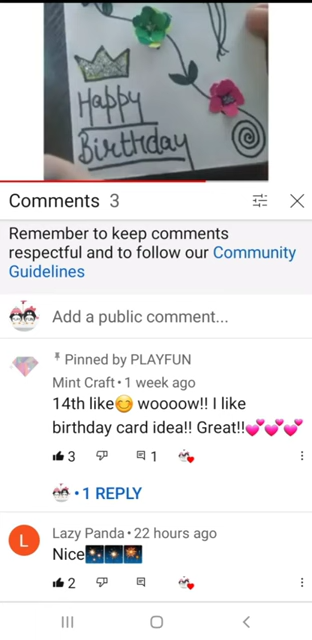 Happy
Birthday
Comments 3
Remember to keep comments
respectful and to follow our Community
Guidelines
Add a public comment...
Pinned by PLAYFUN
Mint Craft • 1 week ago
14th like😊 woooow!! I like
birthday card idea!! Great!!💕💕💕
3 1
• 1 REPLY
L
Lazy Panda • 22 hours ago
Nice🎇🎇🎆
2